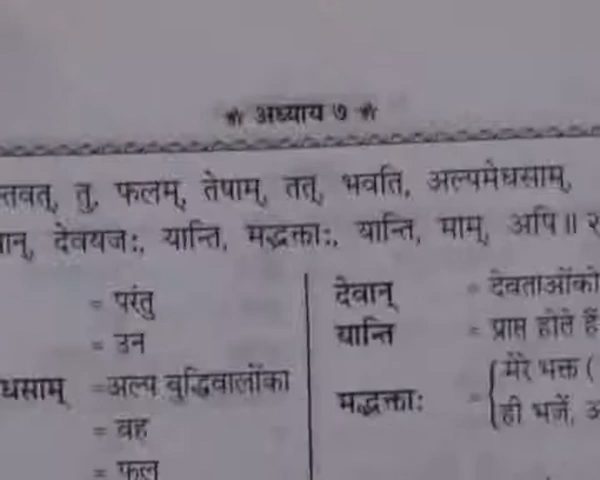 अध्याय ७
न्तवत्, तु, फलम्, तेषाम्, तत्, भवति, अल्पमेधसाम्,
ान्, देवयजः, यान्ति, मद्भक्ताः, यान्ति, माम्, अपि॥ २
= परंतु
= उन
धसाम् = अल्प बुद्धिवालोंका
= वह
= फल
देवान् = देवताओंको
यान्ति = प्राप्त होते हैं
मद्भक्ताः = { मेरे भक्त (
ही भजें, अ